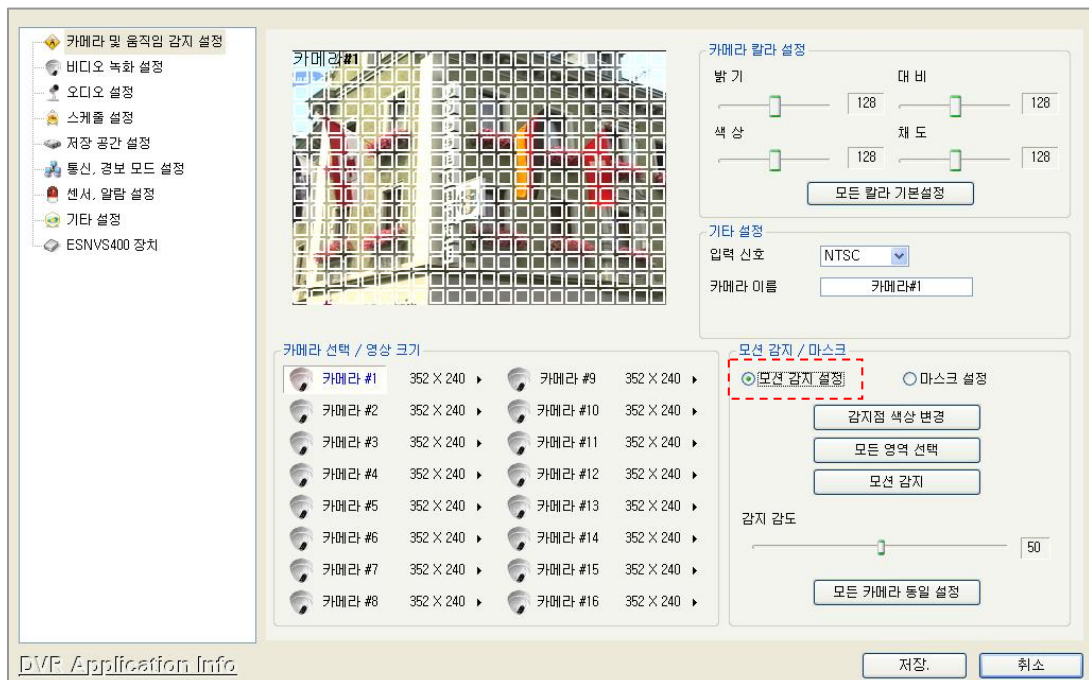 카메라 및 움직임 감지 설정
비디오 녹화 설정
오디오 설정
스케줄 설정
저장 공간 설정
통신, 경보 모드 설정
센서, 알람 설정
기타 설정
ESNVS400 장치
카메라#1
카메라 칼라 설정
밝 기 128 대 비 128
색 상 128 채 도 128
모든 칼라 기본설정
기타 설정
입력 신호 NTSC
카메라 이름 카메라#1
카메라 선택 / 영상 크기
카메라 #1 352 X 240 카메라 #9 352 X 240
카메라 #2 352 X 240 카메라 #10 352 X 240
카메라 #3 352 X 240 카메라 #11 352 X 240
카메라 #4 352 X 240 카메라 #12 352 X 240
카메라 #5 352 X 240 카메라 #13 352 X 240
카메라 #6 352 X 240 카메라 #14 352 X 240
카메라 #7 352 X 240 카메라 #15 352 X 240
카메라 #8 352 X 240 카메라 #16 352 X 240
모션 감지 / 마스크
모션 감지 설정 마스크 설정
감지점 색상 변경
모든 영역 선택
모션 감지
감지 감도
50
모든 카메라 동일 설정
DVR Application Info
저장. 취소